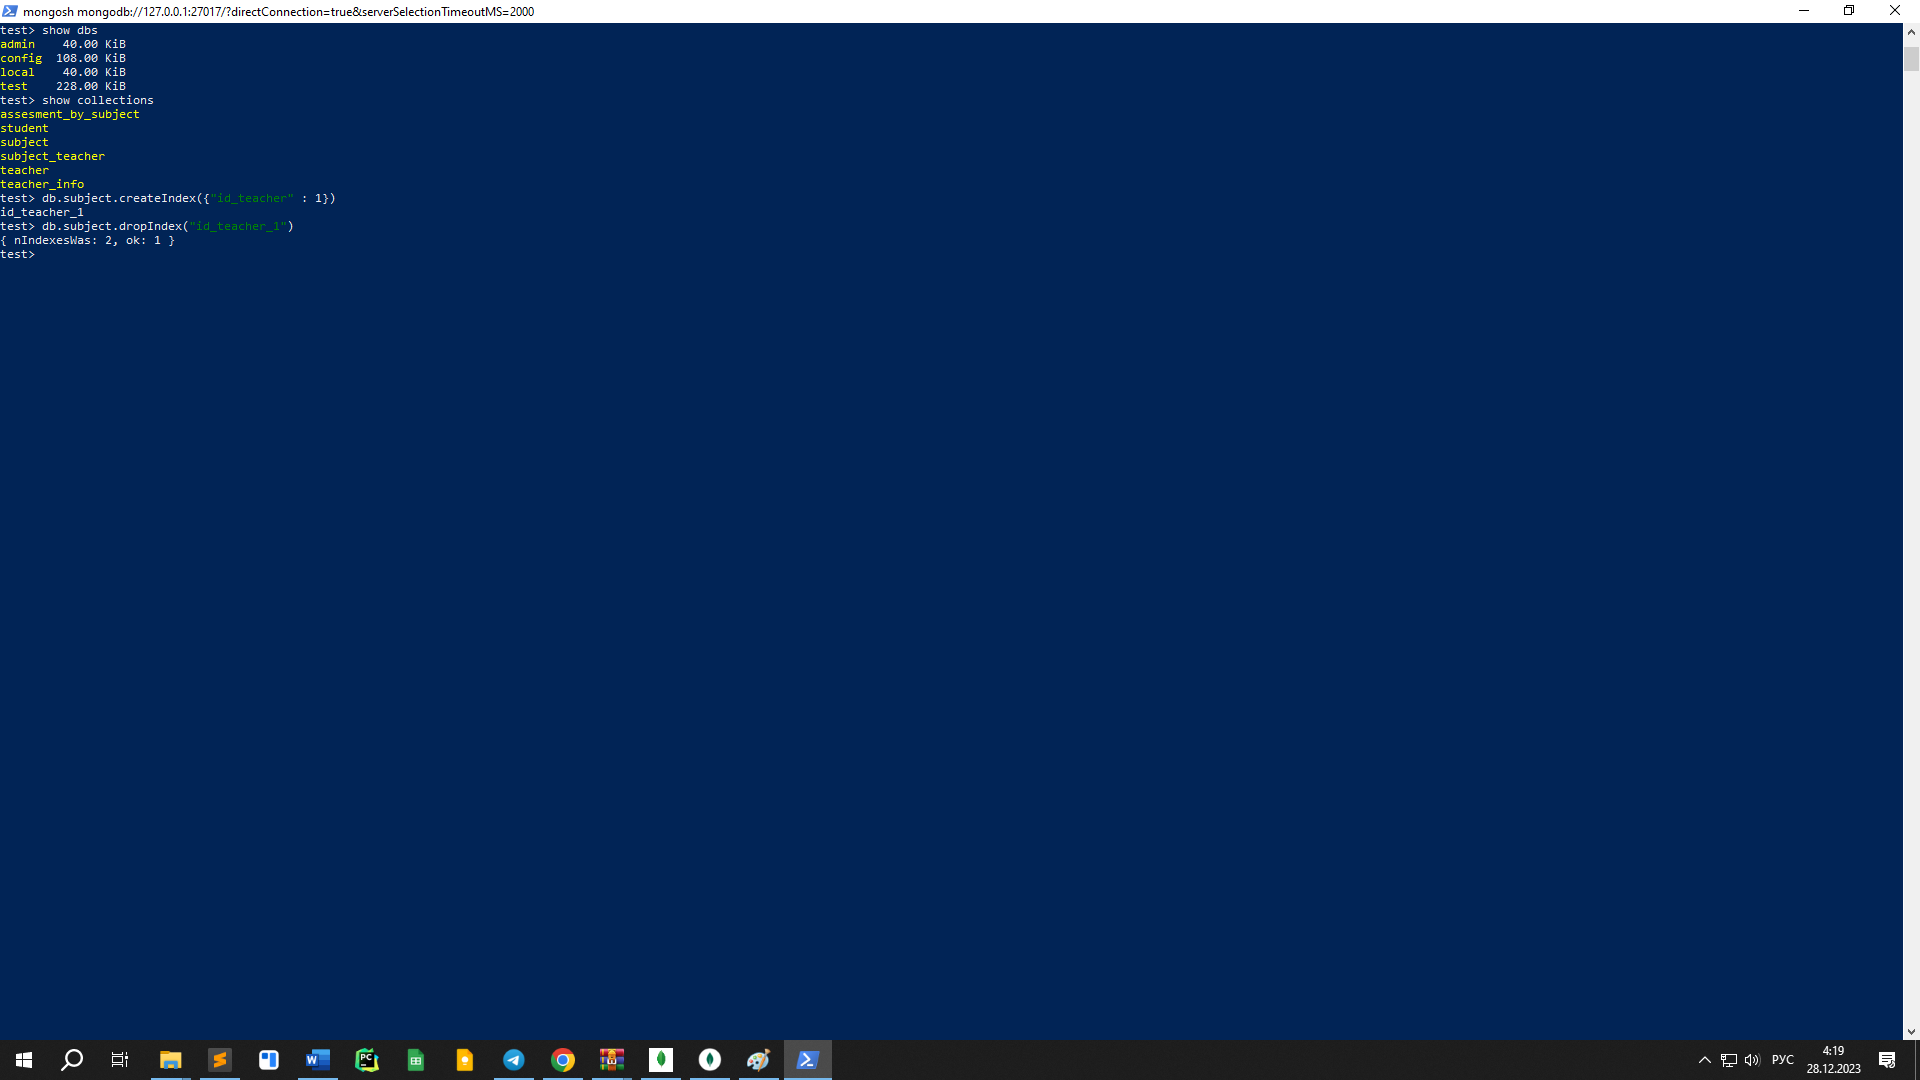 mongosh mongodb://127.0.0.1:27017/?directConnection=true&serverSelectionTimeoutMS=2000
test> show dbs
admin    40.00 KiB
config  108.00 KiB
local    40.00 KiB
test    228.00 KiB
test> show collections
assesment_by_subject
student
subject
subject_teacher
teacher
teacher_info
test> db.subject.createIndex({"id_teacher" : 1})
id_teacher_1
test> db.subject.dropIndex("id_teacher_1")
{ nIndexesWas: 2, ok: 1 }
test>
W
PC
РУС
4:19
28.12.2023